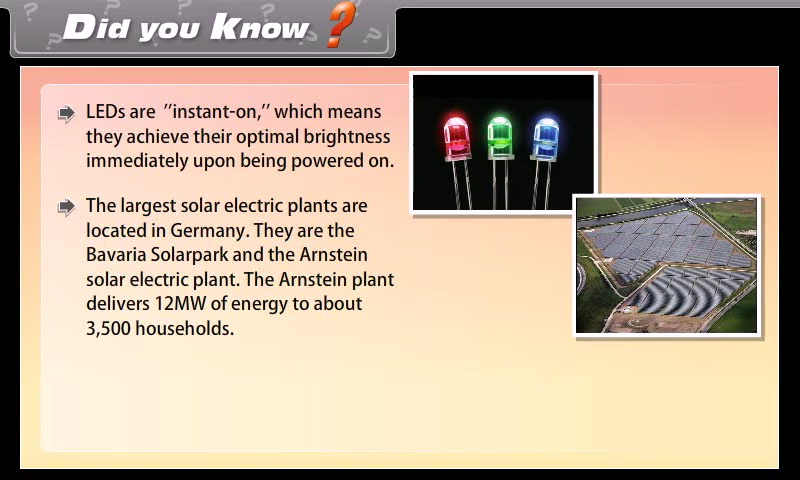 Did you Know ?
LEDs are "instant-on," which means
they achieve their optimal brightness
immediately upon being powered on.
The largest solar electric plants are
located in Germany. They are the
Bavaria Solarpark and the Arnstein
solar electric plant. The Arnstein plant
delivers 12MW of energy to about
3,500 households.